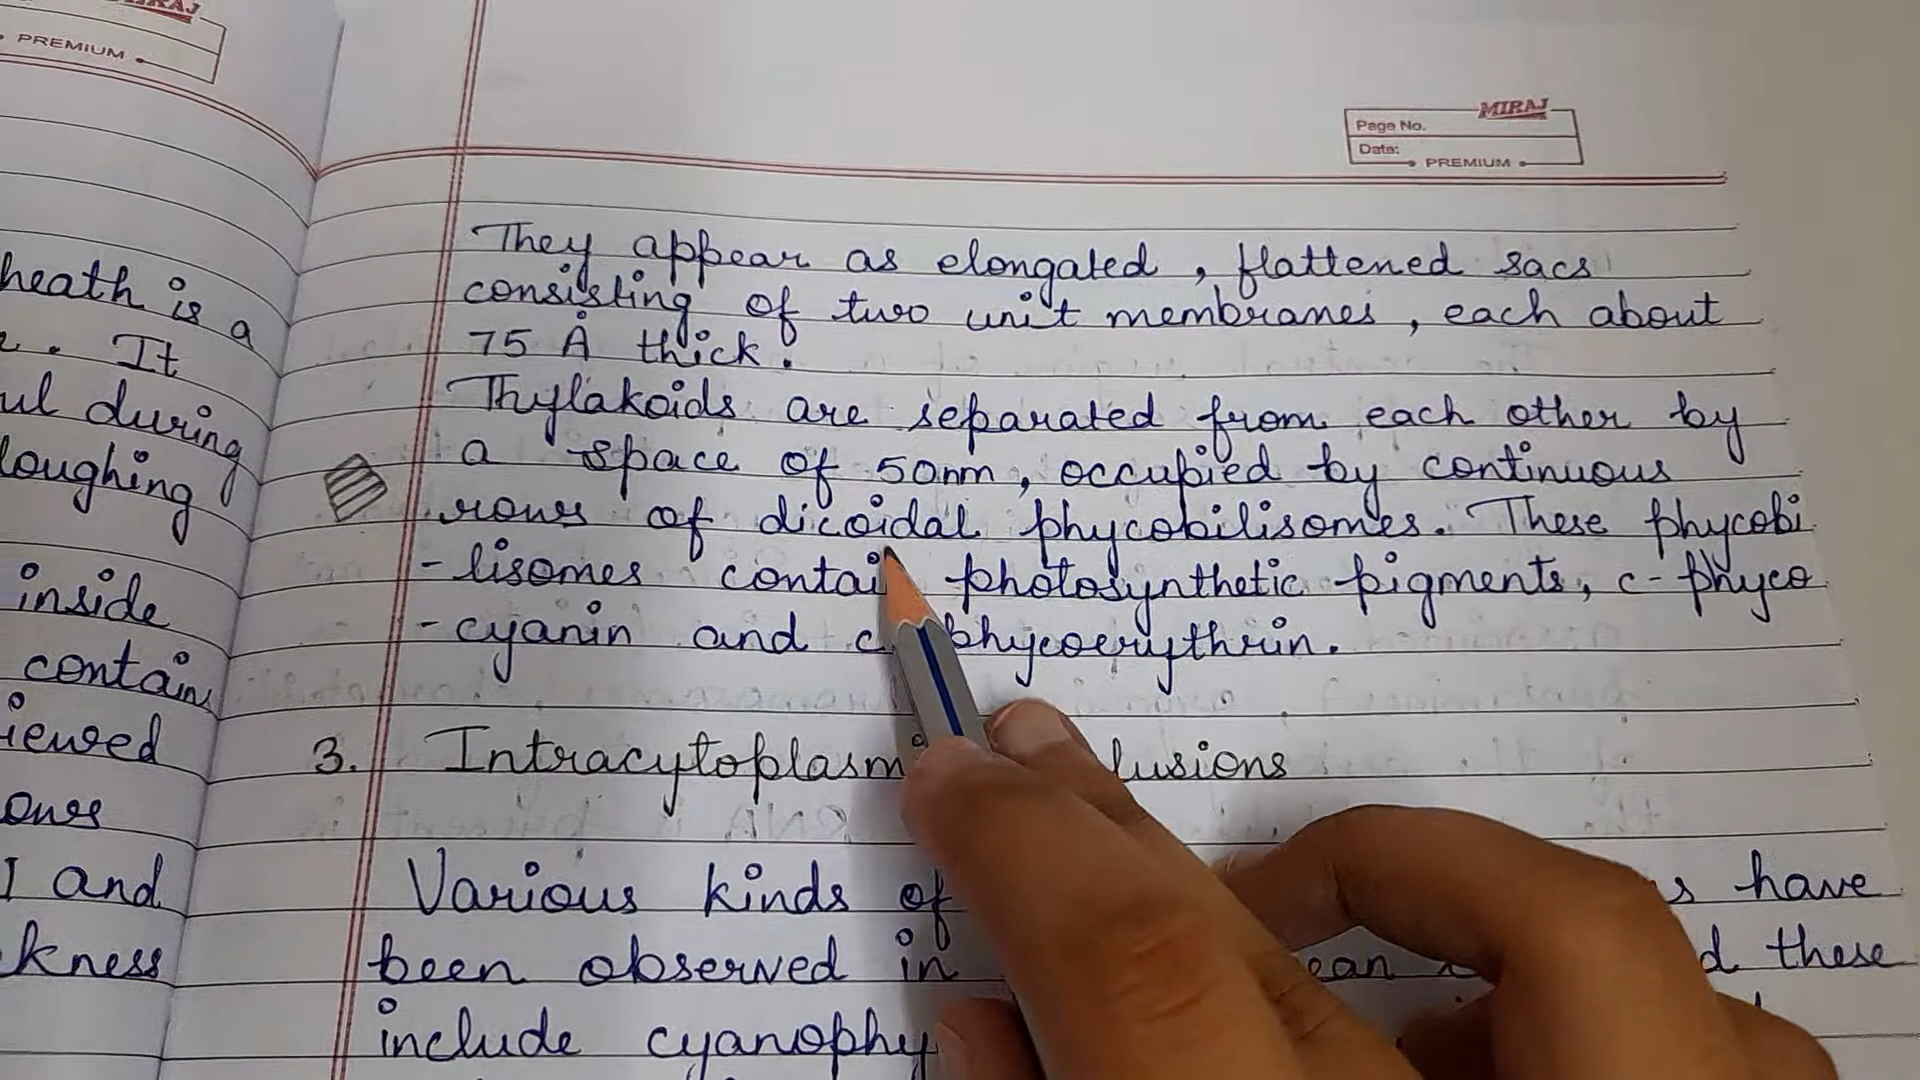 MIRAJ
PREMIUM
heath is a
. It
ul during
loughing
inside
contains
iewed
ones
I and
kness
MIRAJ
Page No.
Date:
PREMIUM
They appear as elongated, flattened sacs
consisting of two unit membranes, each about
75 Å thick.
Thylakoids are separated from each other by
a space of 50nm, occupied by continuous
rows of dicoidal phycobilisomes. These phycobi
-lisomes contai photosynthetic pigments, c-phyco
-cyanin and c phycoerythrin.
3. Intracytoplasm lusions
Various kinds of s have
been observed in ean d these
include cyanophy